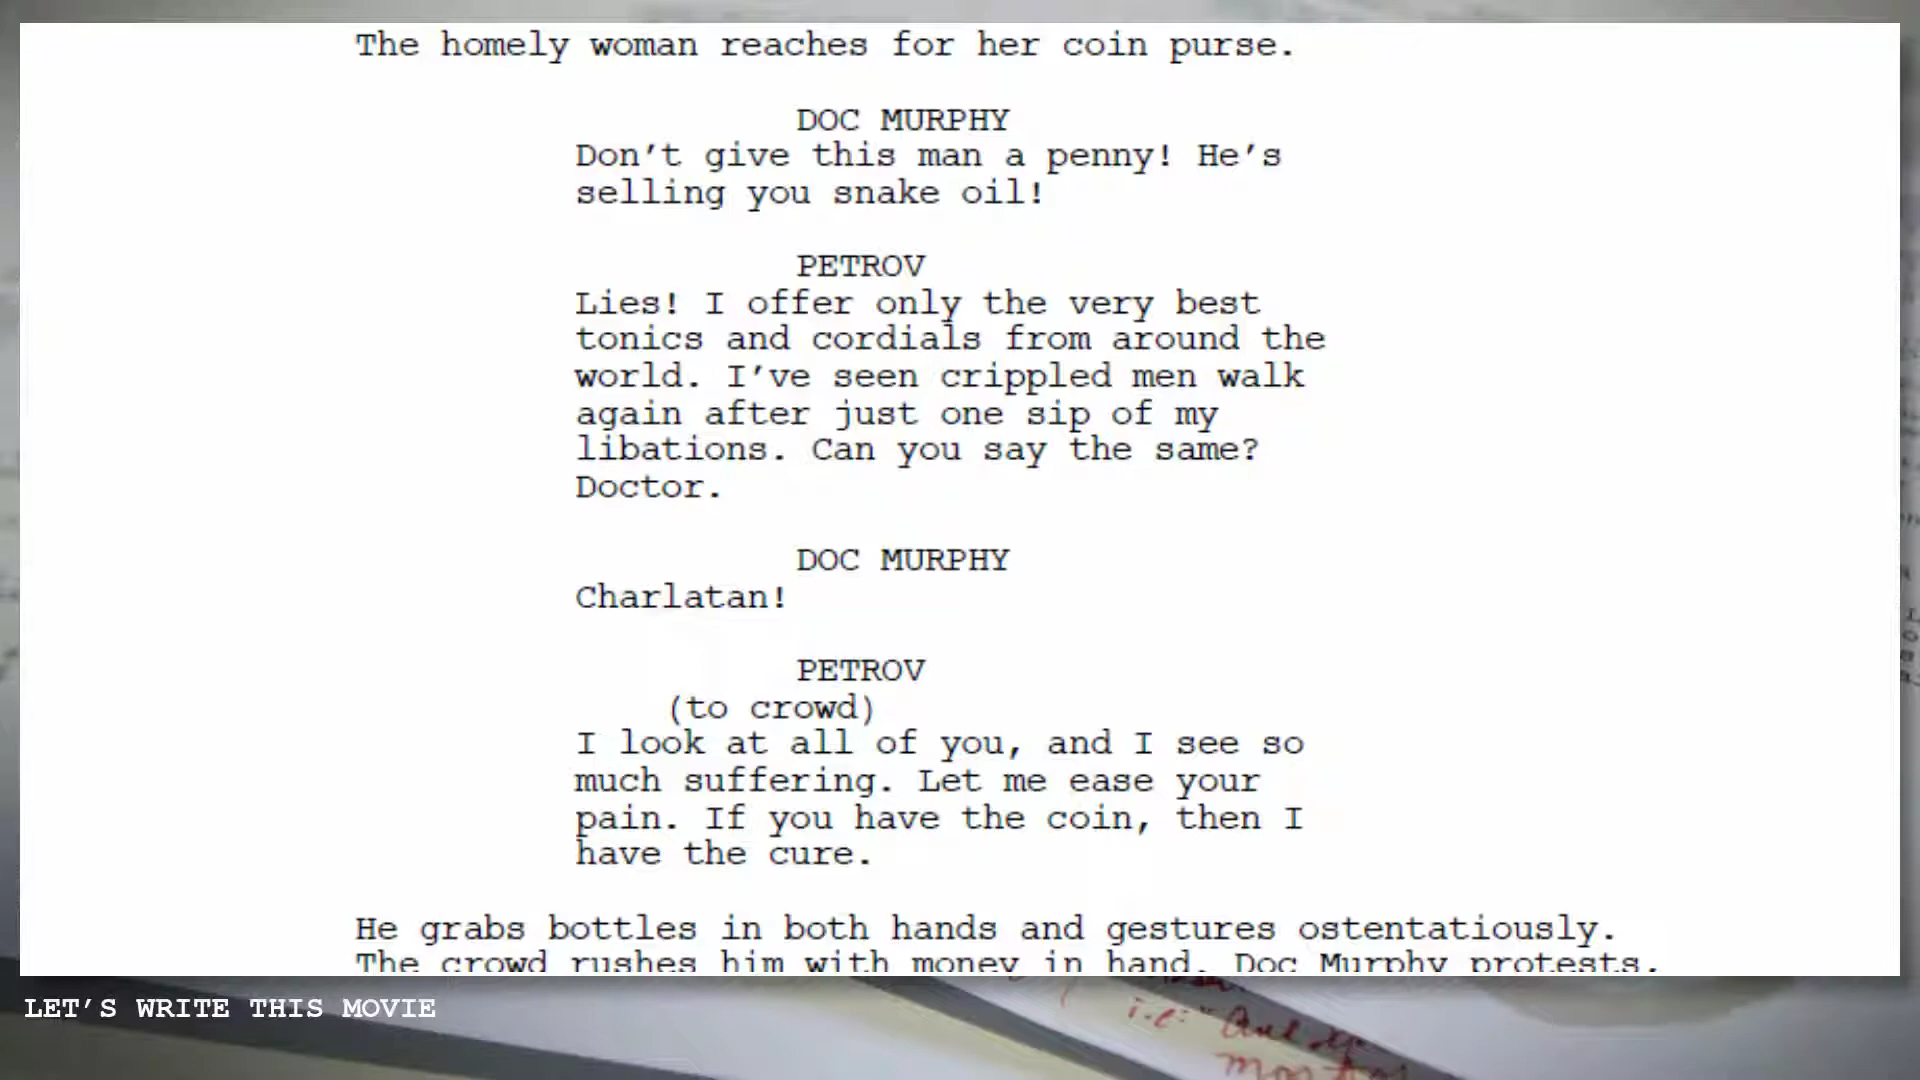 The homely woman reaches for her coin purse.
DOC MURPHY
Don't give this man a penny! He's
selling you snake oil!
PETROV
Lies! I offer only the very best
tonics and cordials from around the
world. I've seen crippled men walk
again after just one sip of my
libations. Can you say the same?
Doctor.
DOC MURPHY
Charlatan!
PETROV
(to crowd)
I look at all of you, and I see so
much suffering. Let me ease your
pain. If you have the coin, then I
have the cure.
He grabs bottles in both hands and gestures ostentatiously.
The crowd rushes him with money in hand. Doc Murphy protests,
LET'S WRITE THIS MOVIE
i.e: "And